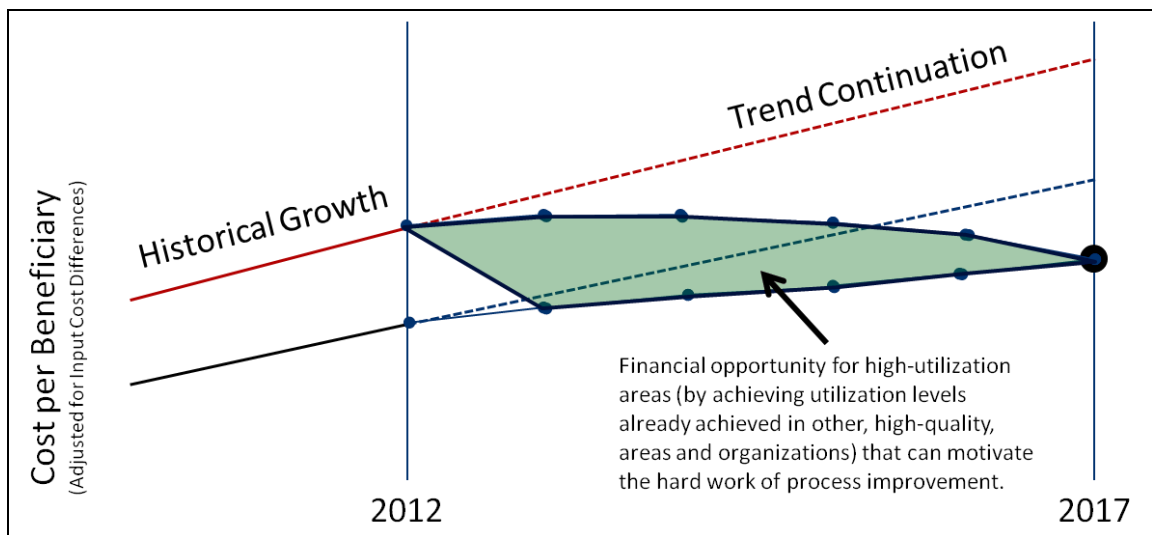 Trend Continuation
Historical Growth
Cost per Beneficiary
(Adjusted for Input Cost Differences)
Financial opportunity for high-utilization
areas (by achieving utilization levels
already achieved in other, high-quality,
areas and organizations) that can motivate
the hard work of process improvement.
2012
2017